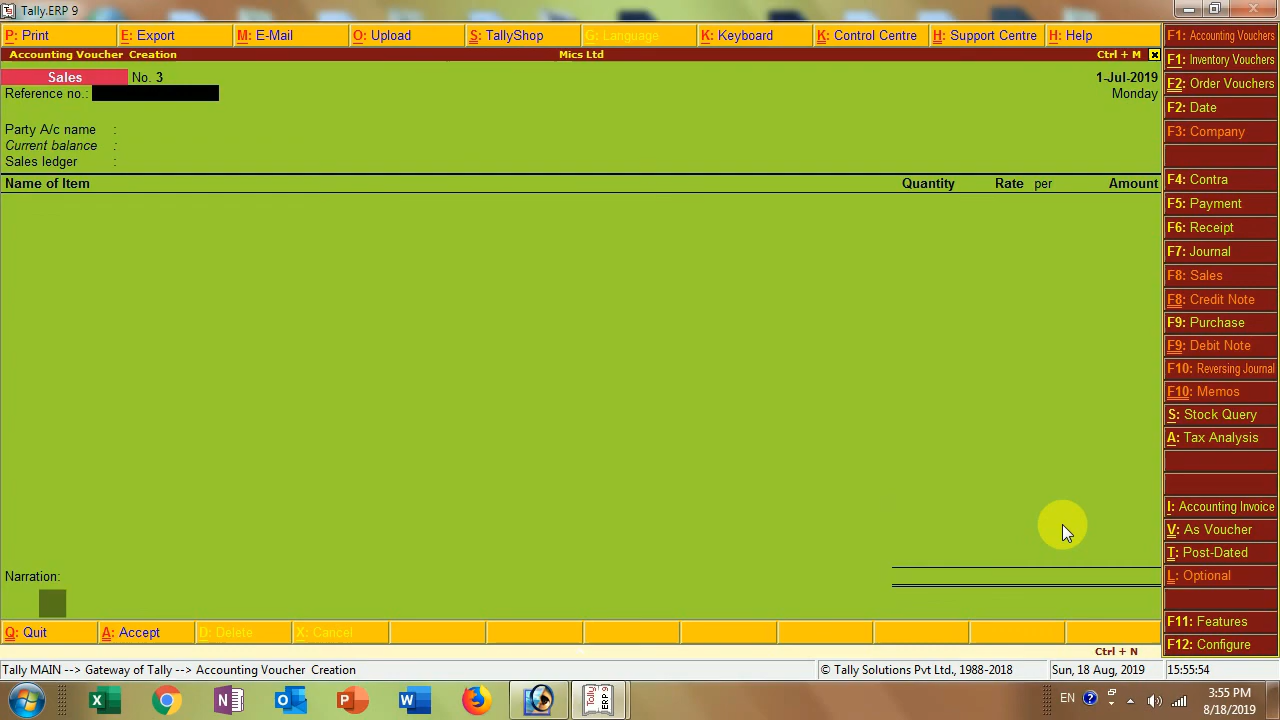 Tally.ERP 9
P: Print E: Export M: E-Mail O: Upload S: TallyShop G: Language K: Keyboard K: Control Centre H: Support Centre H: Help
Accounting Voucher Creation Mics Ltd Ctrl + M
Sales No. 3 1-Jul-2019
Reference no.: Monday
Party A/c name :
Current balance :
Sales ledger :
Name of Item Quantity Rate per Amount
Narration:
F1: Accounting Vouchers
F1: Inventory Vouchers
F2: Order Vouchers
F2: Date
F3: Company
F4: Contra
F5: Payment
F6: Receipt
F7: Journal
F8: Sales
F8: Credit Note
F9: Purchase
F9: Debit Note
F10: Reversing Journal
F10: Memos
S: Stock Query
A: Tax Analysis
I: Accounting Invoice
V: As Voucher
T: Post-Dated
L: Optional
F11: Features
F12: Configure
Q: Quit A: Accept D: Delete X: Cancel
Ctrl + N
Tally MAIN --> Gateway of Tally --> Accounting Voucher Creation © Tally Solutions Pvt Ltd., 1988-2018 Sun, 18 Aug, 2019 15:55:54
EN 3:55 PM
8/18/2019